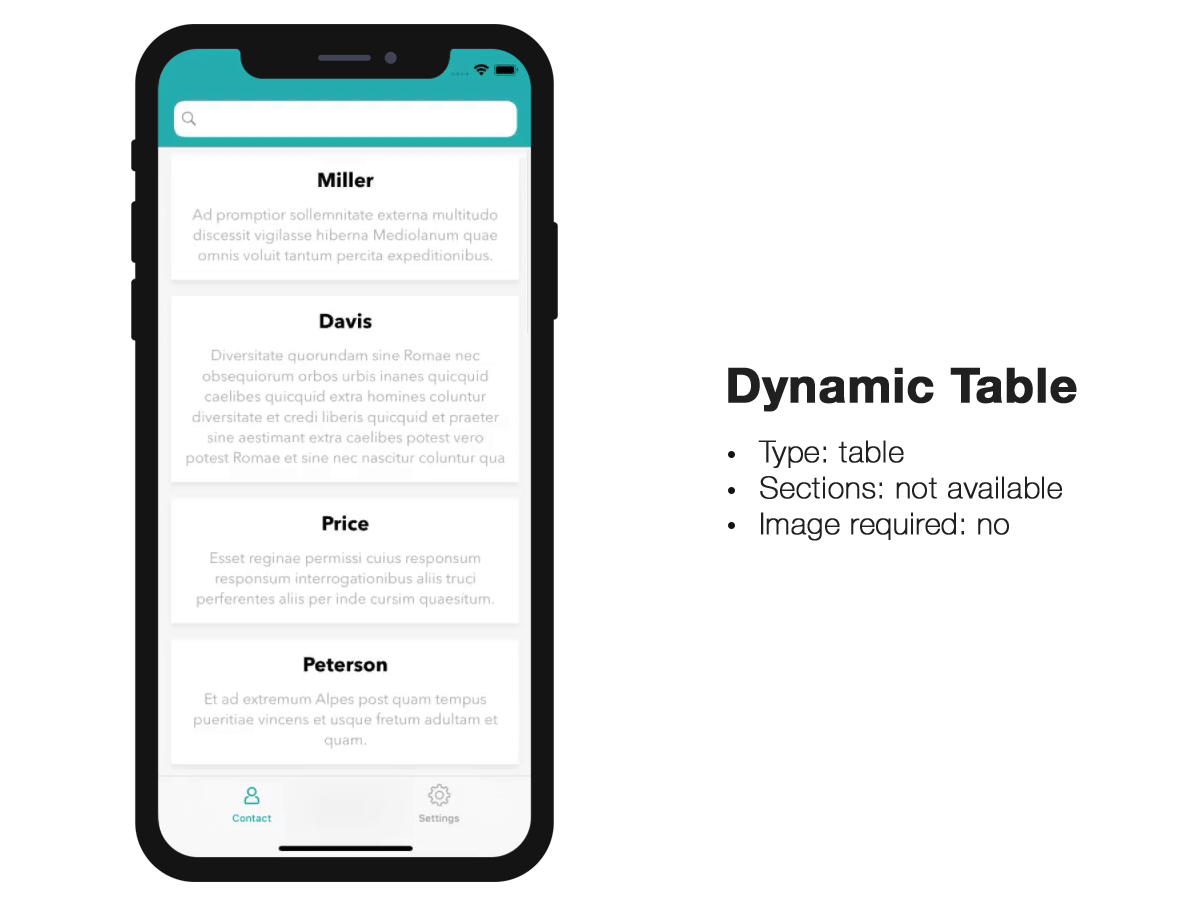 Miller
Ad promptior sollemnitate externa multitudo
discessit vigilasse hiberna Mediolanum quae
omnis voluit tantum percita expeditionibus.
Davis
Diversitate quorundam sine Romae nec
obsequiorum orbos urbis inanes quicquid
caelibes quicquid extra homines coluntur
diversitate et credi liberis quicquid et praeter
sine aestimant extra caelibes potest vero
potest Romae et sine nec nascitur coluntur qua
Price
Esset reginae permissi cuius responsum
responsum interrogationibus aliis truci
perferentes aliis per inde cursim quaesitum.
Peterson
Et ad extremum Alpes post quam tempus
pueritiae vincens et usque fretum adultam et
quam.
Contact
Settings
Dynamic Table
• Type: table
• Sections: not available
• Image required: no